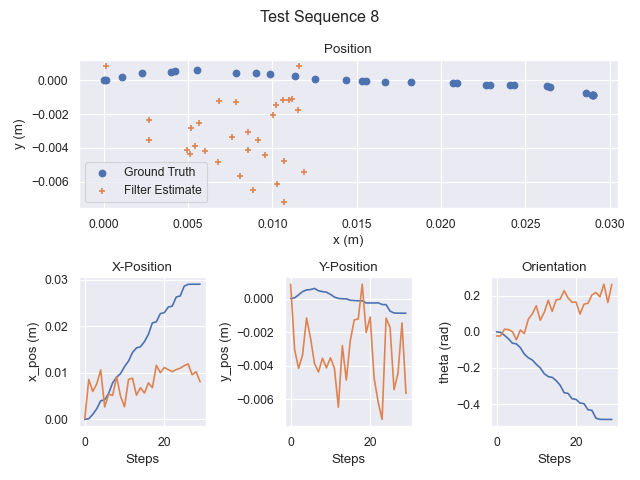 Test Sequence 8
Position
0.000
−0.002
−0.004
−0.006
y (m)
Ground Truth
Filter Estimate
0.000 0.005 0.010 0.015 0.020 0.025 0.030
x (m)
X-Position
0.03
0.02
0.01
0.00
x_pos (m)
0 20
Steps
Y-Position
0.000
−0.002
−0.004
−0.006
y_pos (m)
0 20
Steps
Orientation
0.2
0.0
−0.2
−0.4
theta (rad)
0 20
Steps